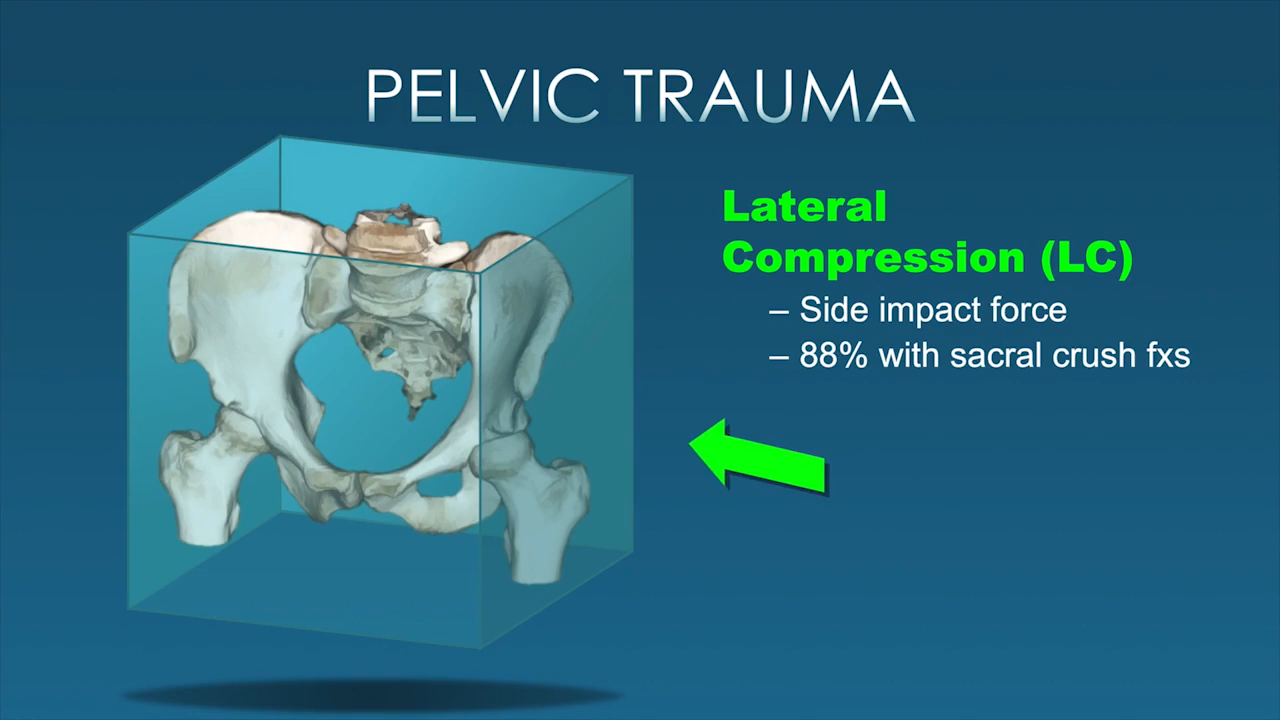 PELVIC TRAUMA
Lateral
Compression (LC)
– Side impact force
– 88% with sacral crush fxs